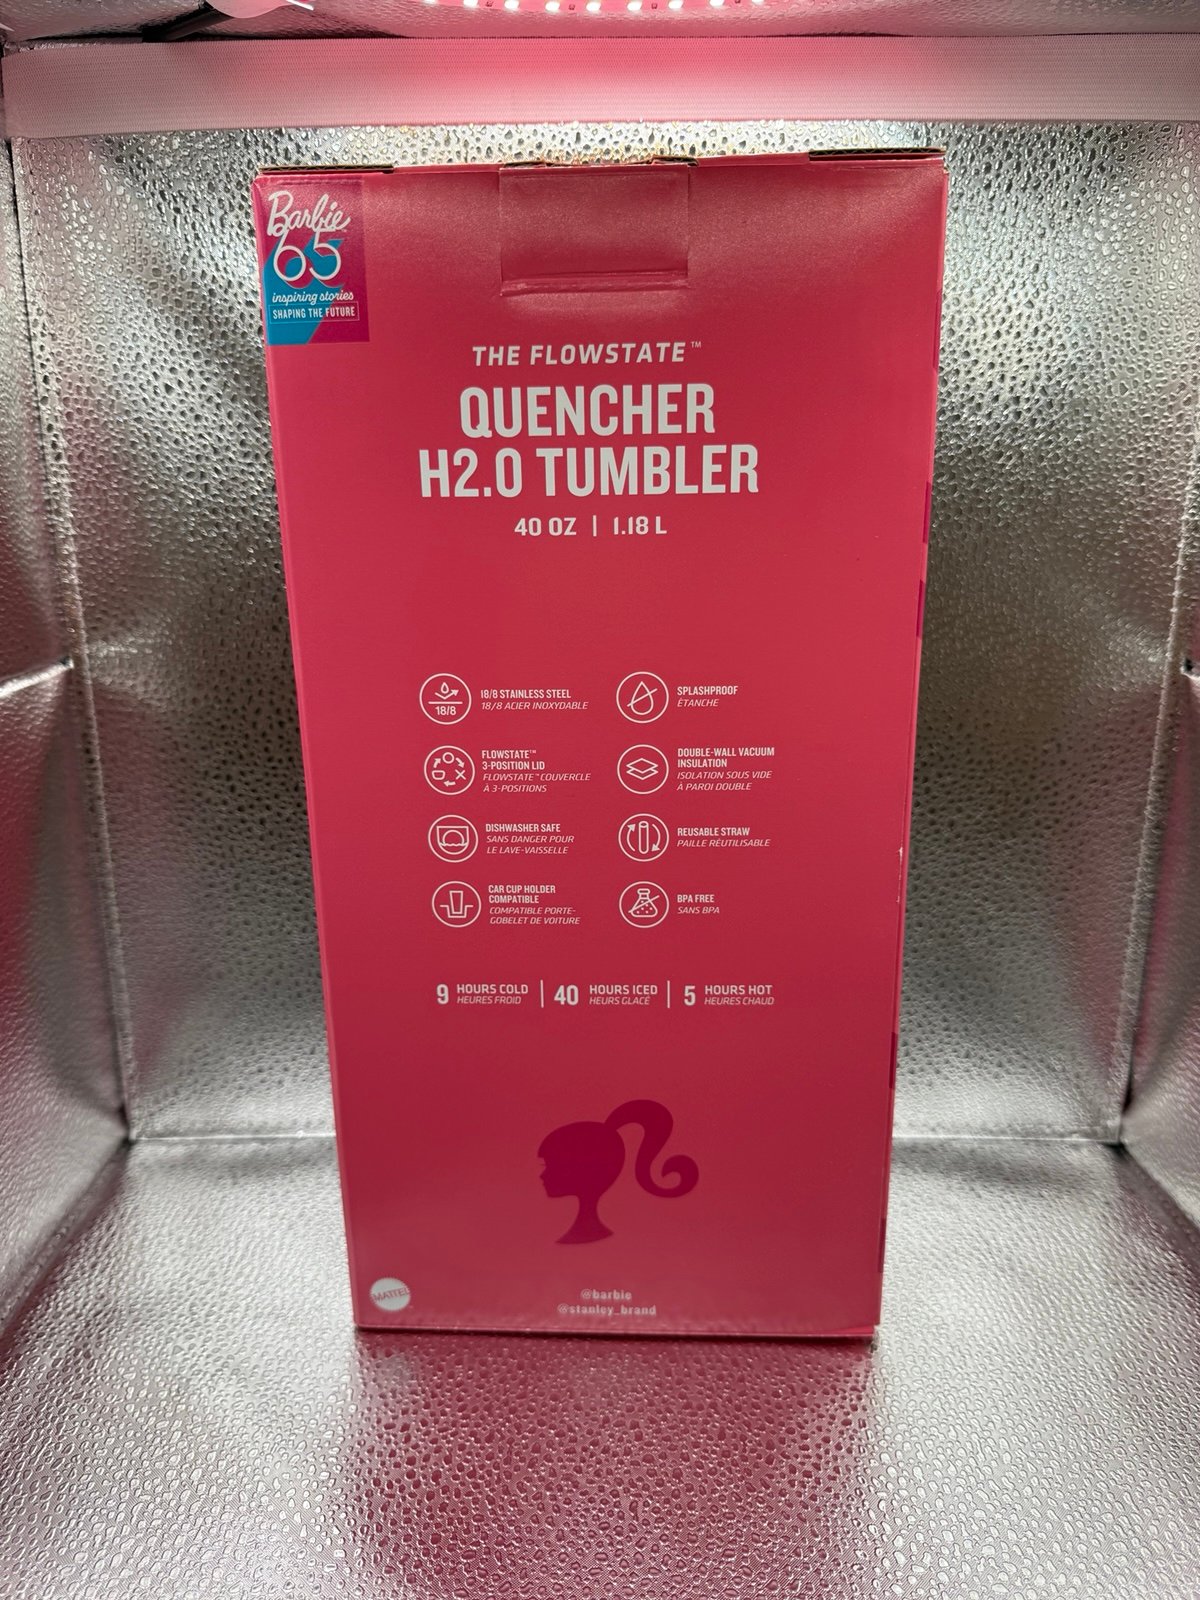 Barbie
65
inspiring stories
SHAPING THE FUTURE
THE FLOWSTATE™
QUENCHER
H2.0 TUMBLER
40 OZ | 1.18 L
18/8
18/8 STAINLESS STEEL
18/8 ACIER INOXYDABLE
SPLASHPROOF
ÉTANCHE
FLOWSTATE™
3-POSITION LID
FLOWSTATE™ COUVERCLE
À 3-POSITIONS
DOUBLE-WALL VACUUM
INSULATION
ISOLATION SOUS VIDE
À PAROI DOUBLE
DISHWASHER SAFE
SANS DANGER POUR
LE LAVE-VAISSELLE
REUSABLE STRAW
PAILLE RÉUTILISABLE
CAR CUP HOLDER
COMPATIBLE
COMPATIBLE PORTE-
GOBELET DE VOITURE
BPA FREE
SANS BPA
9 HOURS COLD
HEURES FROID
40 HOURS ICED
HEURS GLACÉ
5 HOURS HOT
HEURES CHAUD
MATTEL
@barbie
@stanley_brand